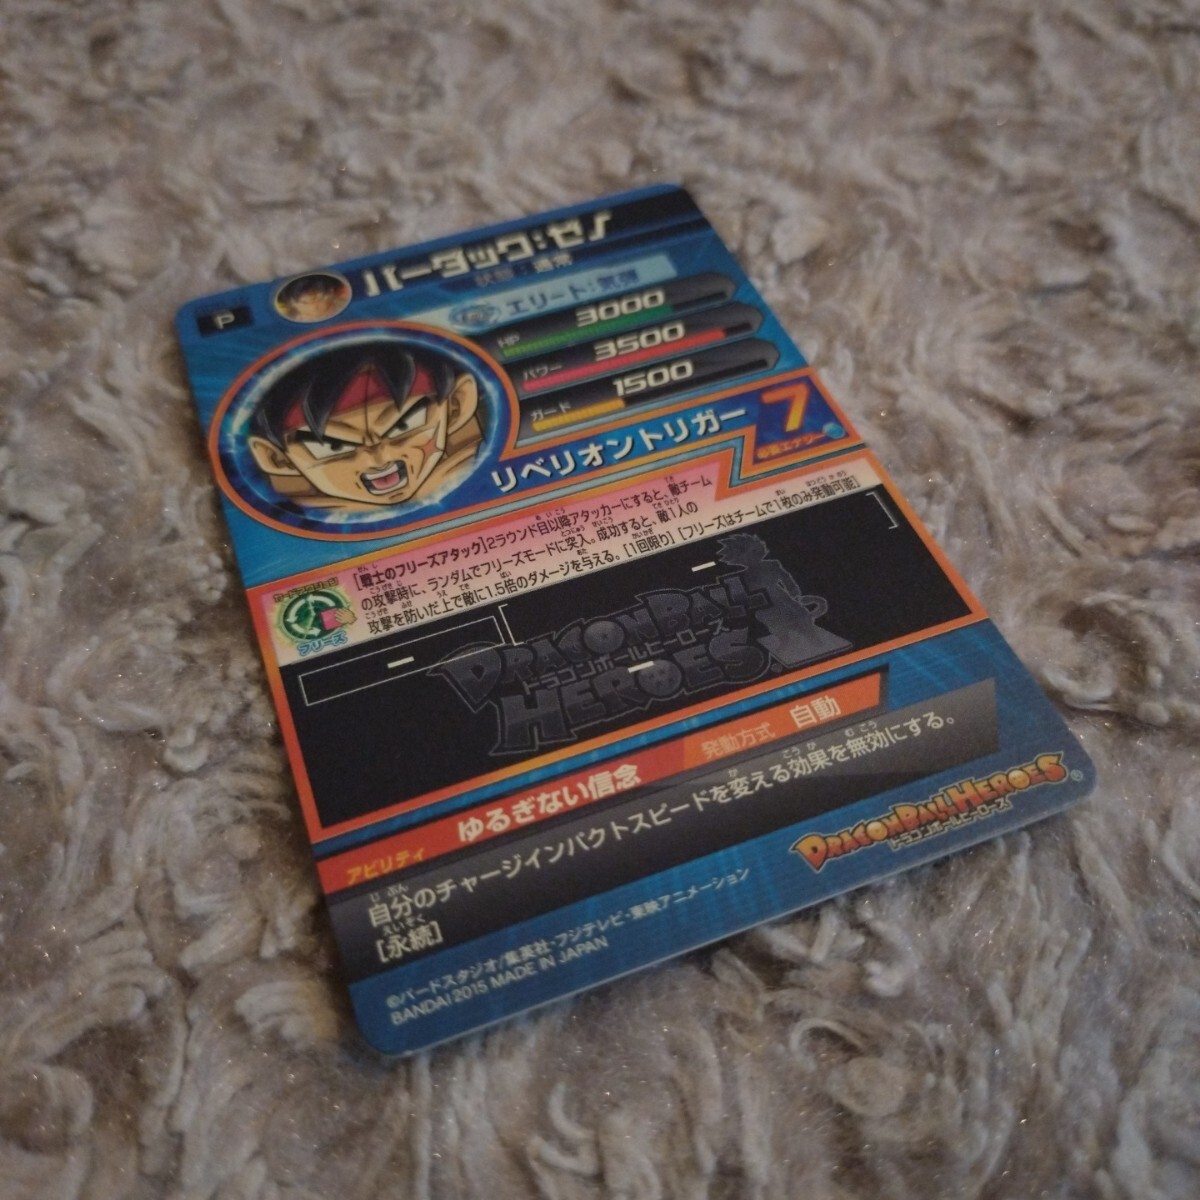 バーダック:ゼノ
状態:通常
P
エリート:気弾
HP 3000
パワー 3500
ガード 1500
リベリオントリガー
7
必要エナジー
[戦士のフリーズアタック]2ラウンド目以降アタッカーにすると、敵チーム
の攻撃時に、ランダムでフリーズモードに突入。成功すると、敵1人の
攻撃を防いだ上で敵に1.5倍のダメージを与える。[1回限り][フリーズはチームで1枚のみ発動可能]
フリーズ
DRAGON BALL
ドラゴンボールヒーローズ
HEROES
アビリティ ゆるぎない信念 発動方式 自動
自分のチャージインパクトスピードを変える効果を無効にする。
[永続]
DRAGON BALL HEROES
ドラゴンボールヒーローズ
©バードスタジオ/集英社・フジテレビ・東映アニメーション
BANDAI 2015 MADE IN JAPAN